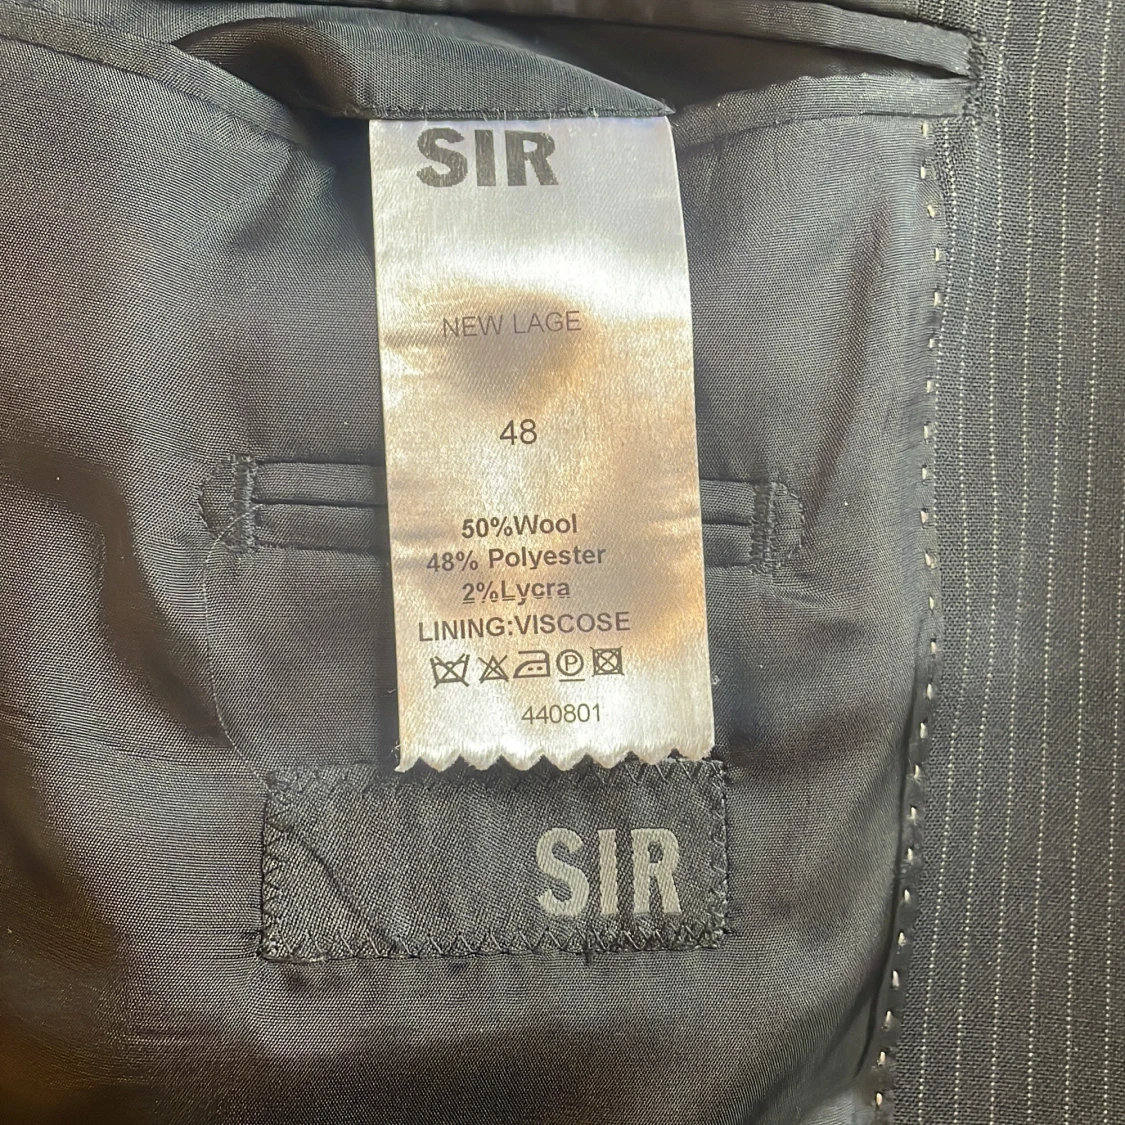 SIR
NEW LAGE
48
50%Wool
48% Polyester
2%Lycra
LINING:VISCOSE
P
440801
SIR